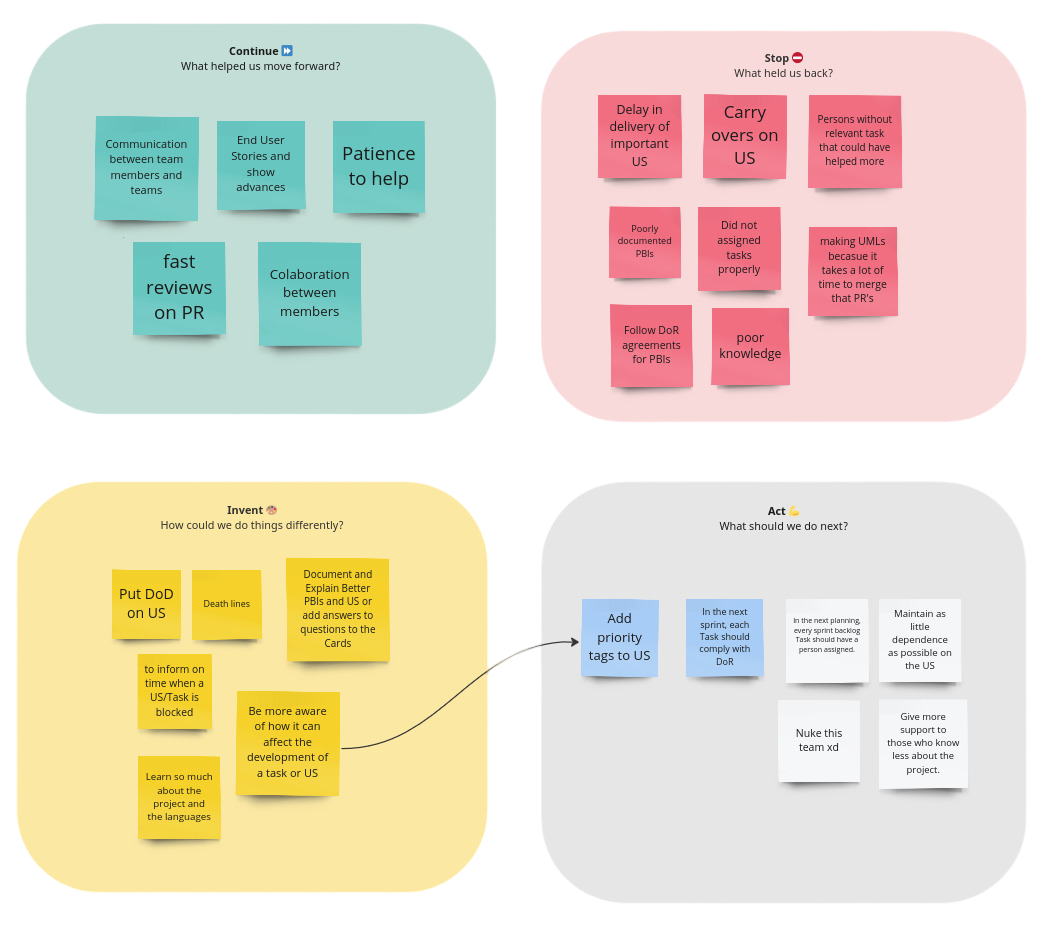 Continue ⏩
What helped us move forward?
Communication
between team
members and
teams
End User
Stories and
show
advances
Patience
to help
fast
reviews
on PR
Colaboration
between
members
Stop ⛔
What held us back?
Delay in
delivery of
important
US
Carry
overs on
US
Persons without
relevant task
that could have
helped more
Poorly
documented
PBIs
Did not
assigned
tasks
properly
making UMLs
becasue it
takes a lot of
time to merge
that PR's
Follow DoR
agreements
for PBIs
poor
knowledge
Invent
How could we do things differently?
Put DoD
on US
Death lines
Document and
Explain Better
PBIs and US or
add answers to
questions to the
Cards
to inform on
time when a
US/Task is
blocked
Be more aware
of how it can
affect the
development of
a task or US
Learn so much
about the
project and
the languages
Act 💪
What should we do next?
Add
priority
tags to US
In the next
sprint, each
Task should
comply with
DoR
In the next planning,
every sprint backlog
Task should have a
person assigned.
Maintain as
little
dependence
as possible on
the US
Nuke this
team xd
Give more
support to
those who know
less about the
project.